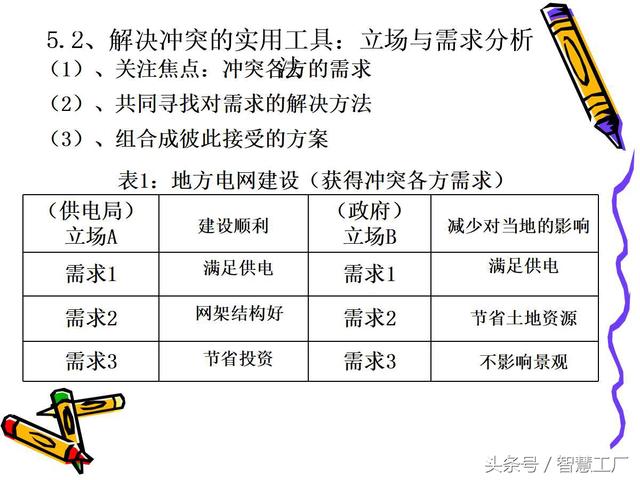 5.2、解决冲突的实用工具：立场与需求分析
法
（1）、关注焦点：冲突各方的需求
（2）、共同寻找对需求的解决方法
（3）、组合成彼此接受的方案
表1：地方电网建设（获得冲突各方需求）
（供电局） 立场A 建设顺利 （政府） 立场B 减少对当地的影响
需求1 满足供电 需求1 满足供电
需求2 网架结构好 需求2 节省土地资源
需求3 节省投资 需求3 不影响景观
头条号／智慧工厂